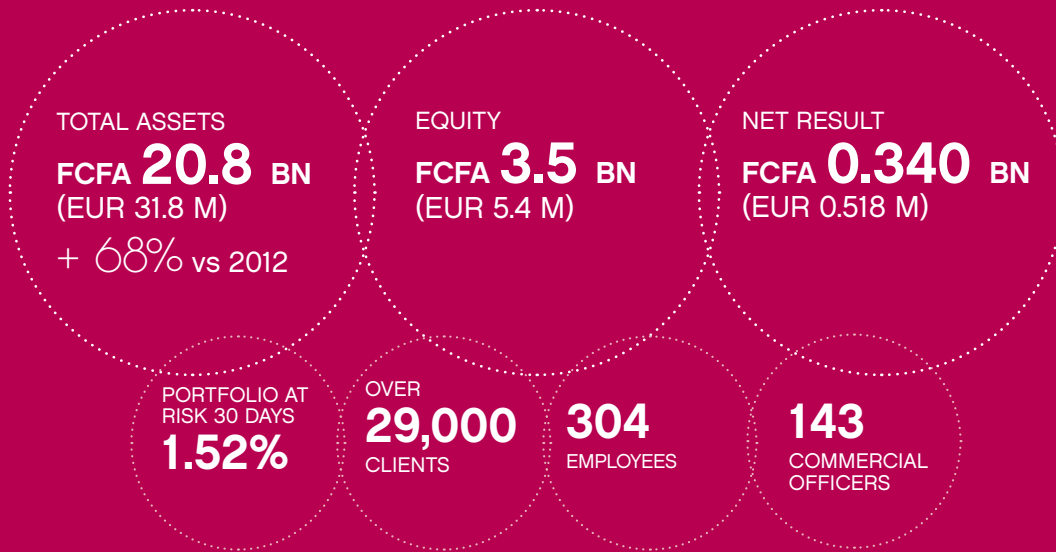 TOTAL ASSETS
FCFA 20.8 BN
(EUR 31.8 M)
+ 68% vs 2012
EQUITY
FCFA 3.5 BN
(EUR 5.4 M)
NET RESULT
FCFA 0.340 BN
(EUR 0.518 M)
PORTFOLIO AT
RISK 30 DAYS
1.52%
OVER
29,000
CLIENTS
304
EMPLOYEES
143
COMMERCIAL
OFFICERS